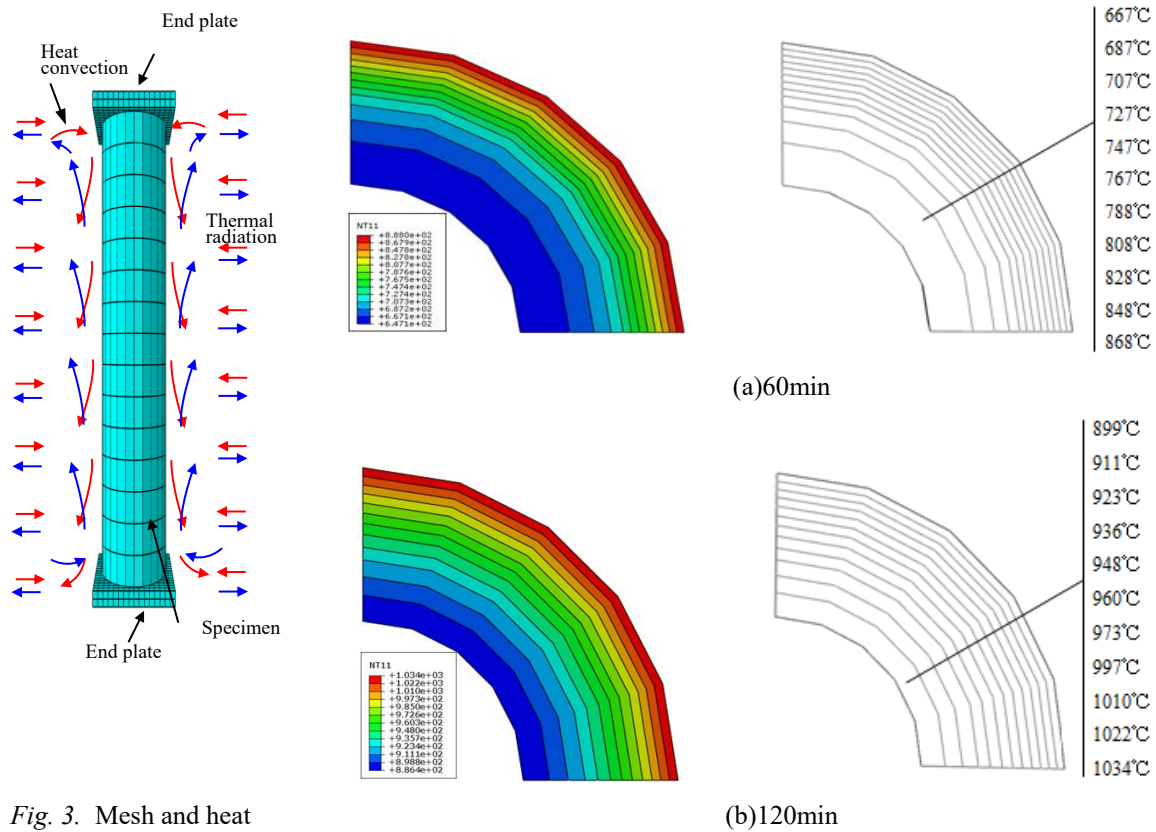 End plate
Heat
convection
Thermal
radiation
Specimen
End plate
Fig. 3. Mesh and heat
NT11
+8.880e+02
+8.679e+02
+8.478e+02
+8.278e+02
+8.077e+02
+7.876e+02
+7.675e+02
+7.474e+02
+7.274e+02
+7.073e+02
+6.872e+02
+6.671e+02
+6.471e+02
667℃
687℃
707℃
727℃
747℃
767℃
788℃
808℃
828℃
848℃
868℃
(a)60min
NT11
+1.034e+03
+1.022e+03
+1.010e+03
+9.973e+02
+9.850e+02
+9.726e+02
+9.603e+02
+9.480e+02
+9.357e+02
+9.234e+02
+9.111e+02
+8.988e+02
+8.864e+02
899℃
911℃
923℃
936℃
948℃
960℃
973℃
997℃
1010℃
1022℃
1034℃
(b)120min